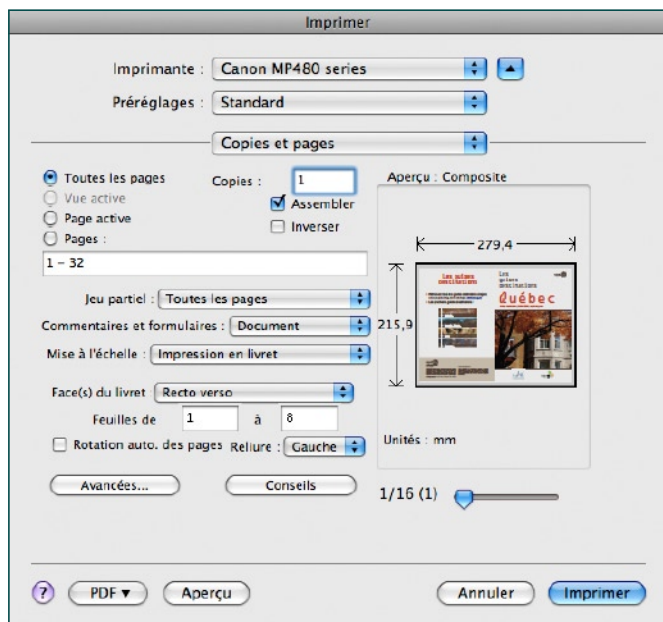 Imprimer
Imprimante : Canon MP480 series
Préréglages : Standard
Copies et pages
Toutes les pages
Vue active
Page active
Pages :
1 – 32
Copies : 1
Assembler
Inverser
Jeu partiel : Toutes les pages
Commentaires et formulaires : Document
Mise à l'échelle : Impression en livret
Face(s) du livret Recto verso
Feuilles de 1 à 8
Rotation auto. des pages Reliure : Gauche
Avancées... Conseils
Aperçu : Composite
279,4
215,9
Les guides
Québec
Unités : mm
1/16 (1)
? PDF ▼ Aperçu Annuler Imprimer